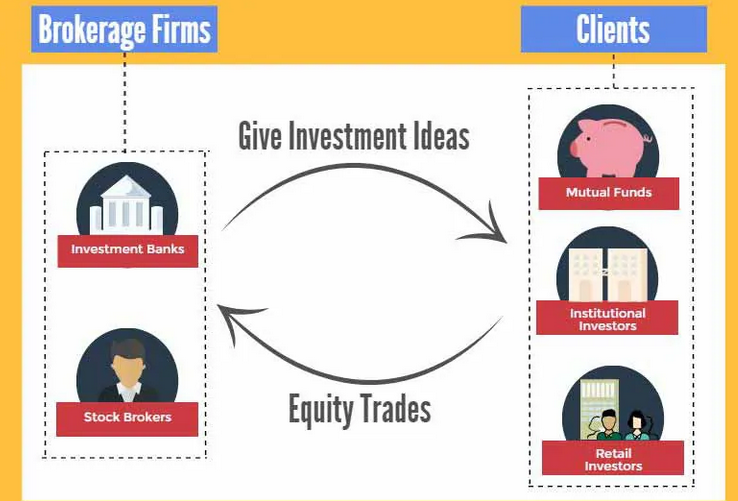 Brokerage Firms
Clients
Give Investment Ideas
Mutual Funds
Investment Banks
Institutional
Investors
Equity Trades
Stock Brokers
Retail
Investors